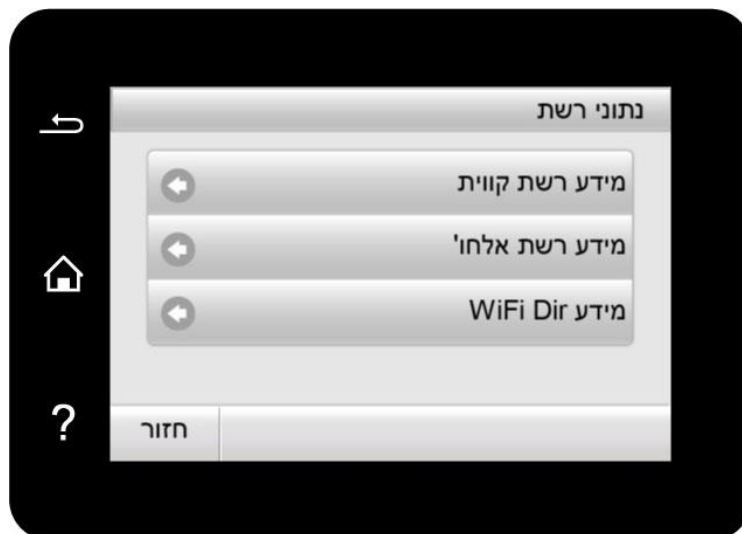 נתוני רשת
מידע רשת קווית
מידע רשת אלחו'
מידע WiFi Dir
חזור
?